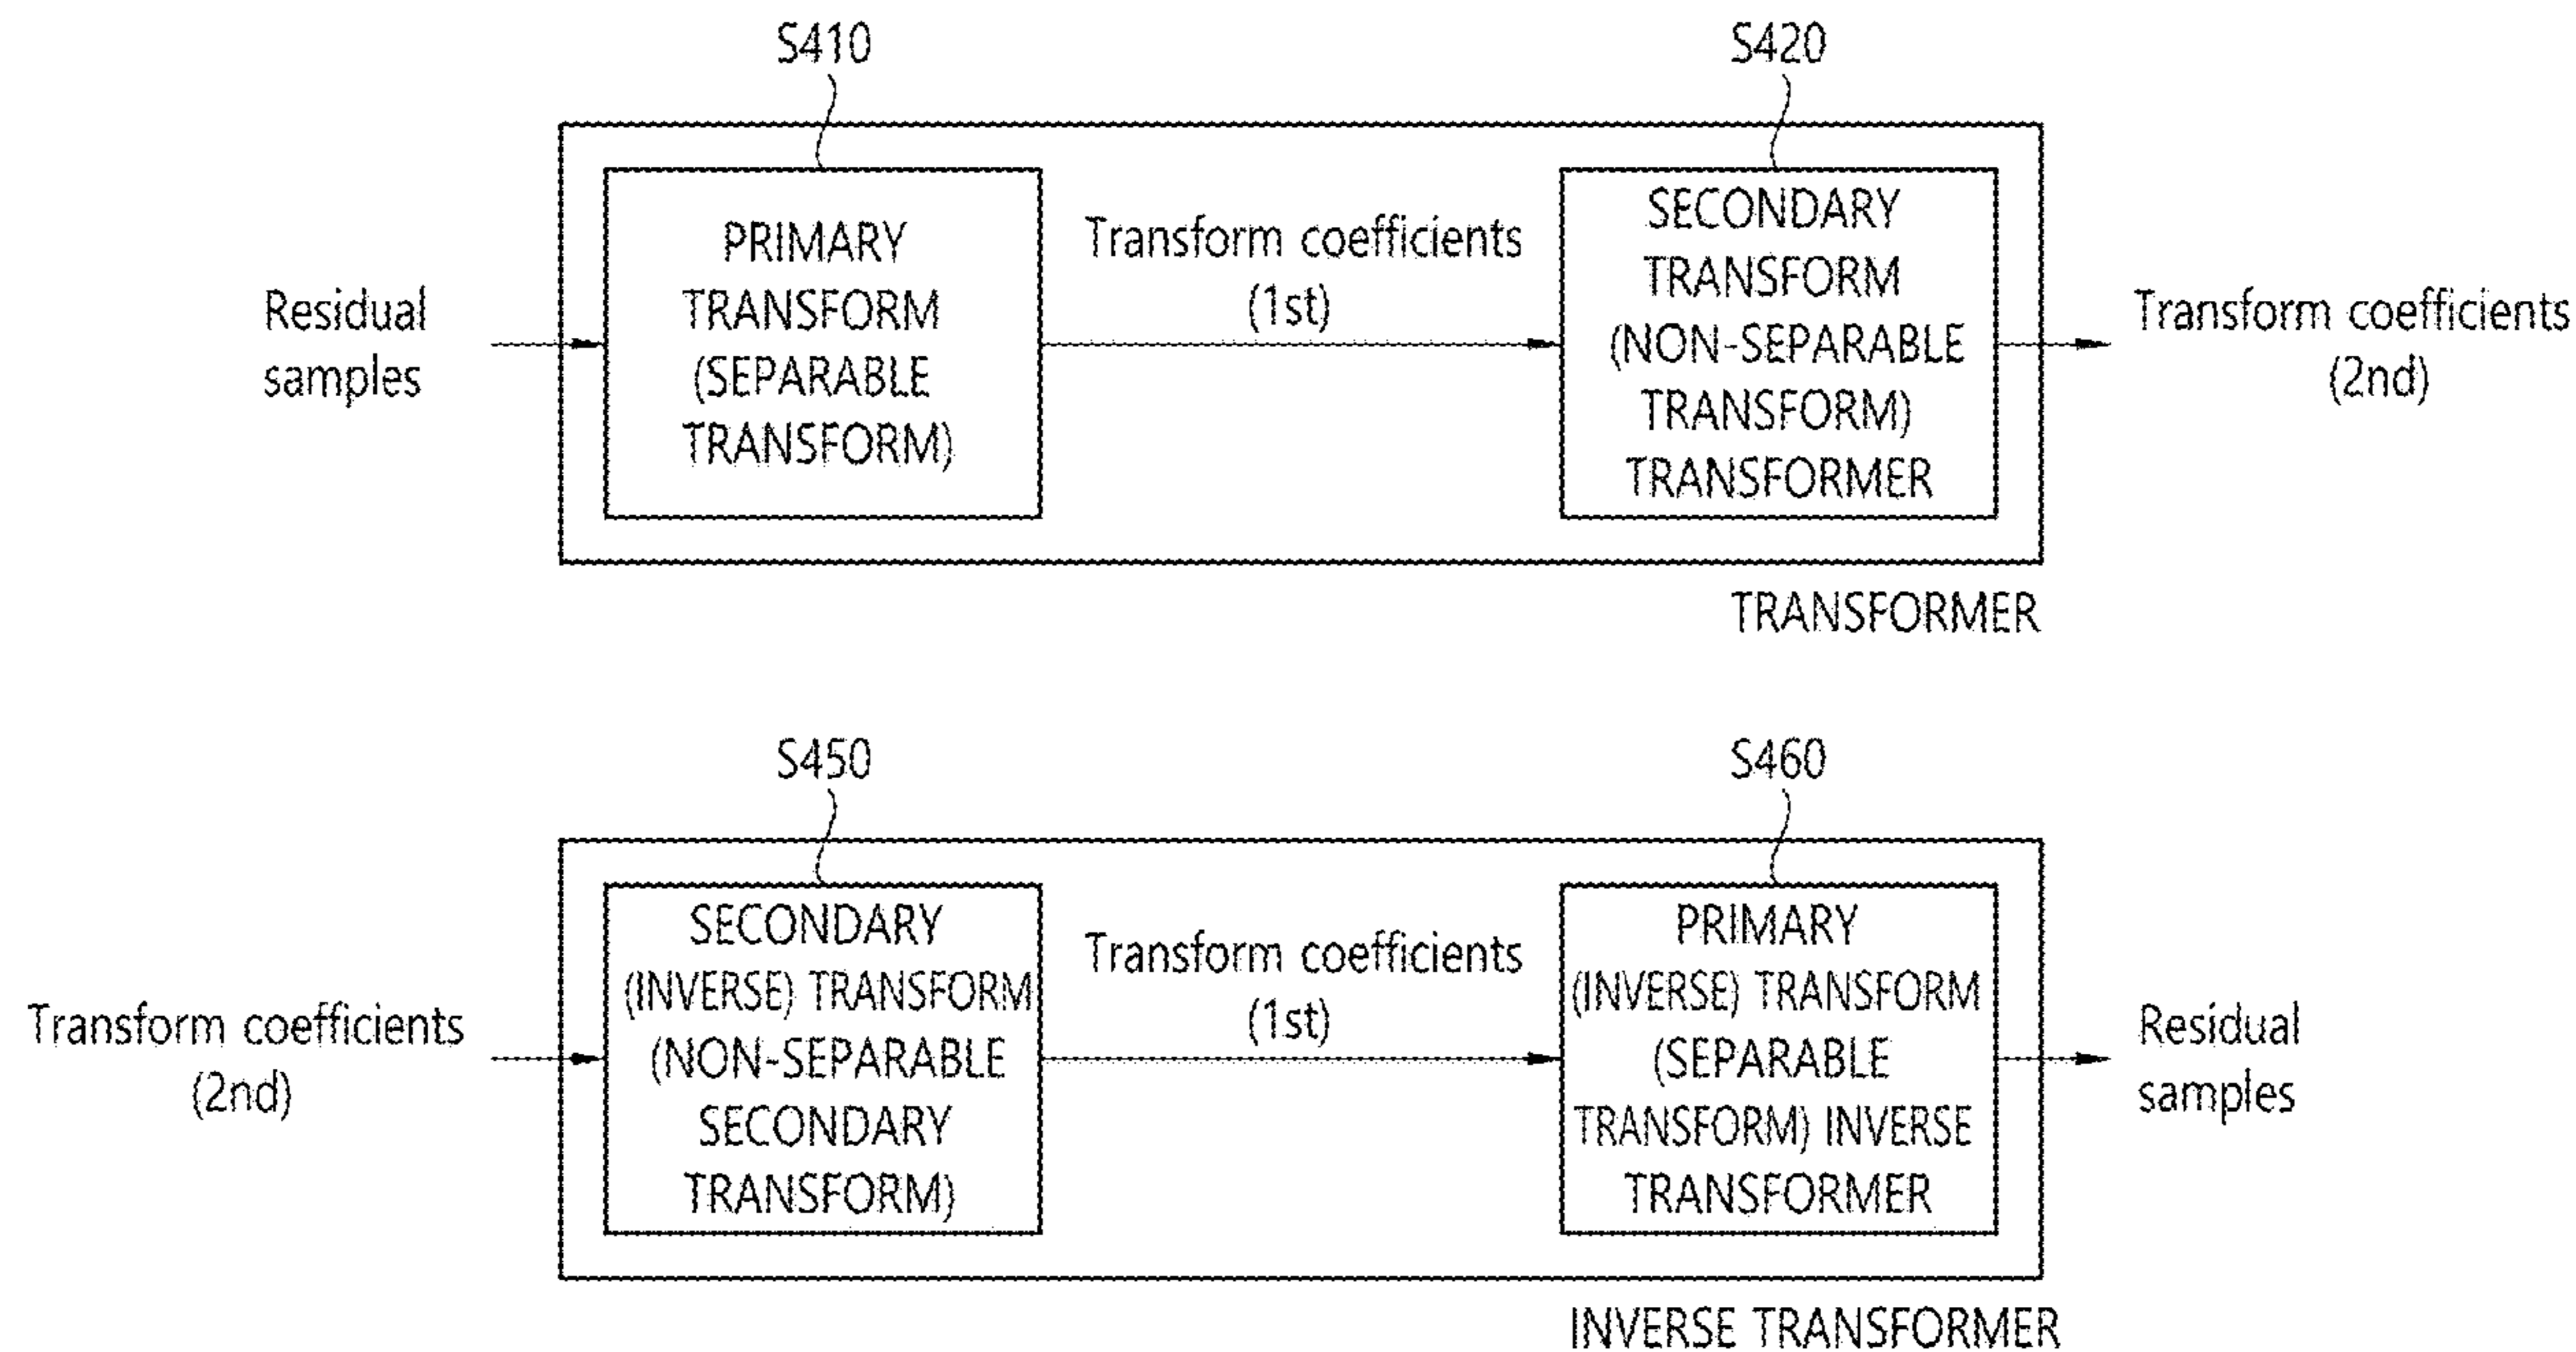 S410
S420
Residual
samples
PRIMARY
TRANSFORM
(SEPARABLE
TRANSFORM)
Transform coefficients
(1st)
SECONDARY
TRANSFORM
(NON-SEPARABLE
TRANSFORM)
TRANSFORMER
Transform coefficients
(2nd)
TRANSFORMER
S450
S460
Transform coefficients
(2nd)
SECONDARY
(INVERSE) TRANSFORM
(NON-SEPARABLE
SECONDARY
TRANSFORM)
Transform coefficients
(1st)
PRIMARY
(INVERSE) TRANSFORM
(SEPARABLE
TRANSFORM) INVERSE
TRANSFORMER
Residual
samples
INVERSE TRANSFORMER